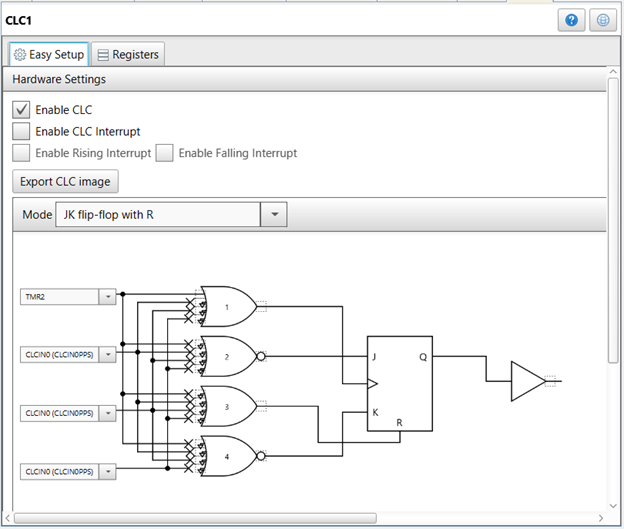 CLC1
?
Easy Setup
Registers
Hardware Settings
Enable CLC
Enable CLC Interrupt
Enable Rising Interrupt Enable Falling Interrupt
Export CLC image
Mode JK flip-flop with R
TMR2
1
CLCIN0 (CLCIN0PPS)
2
J Q
CLCIN0 (CLCIN0PPS)
3
K
R
4
CLCIN0 (CLCIN0PPS)